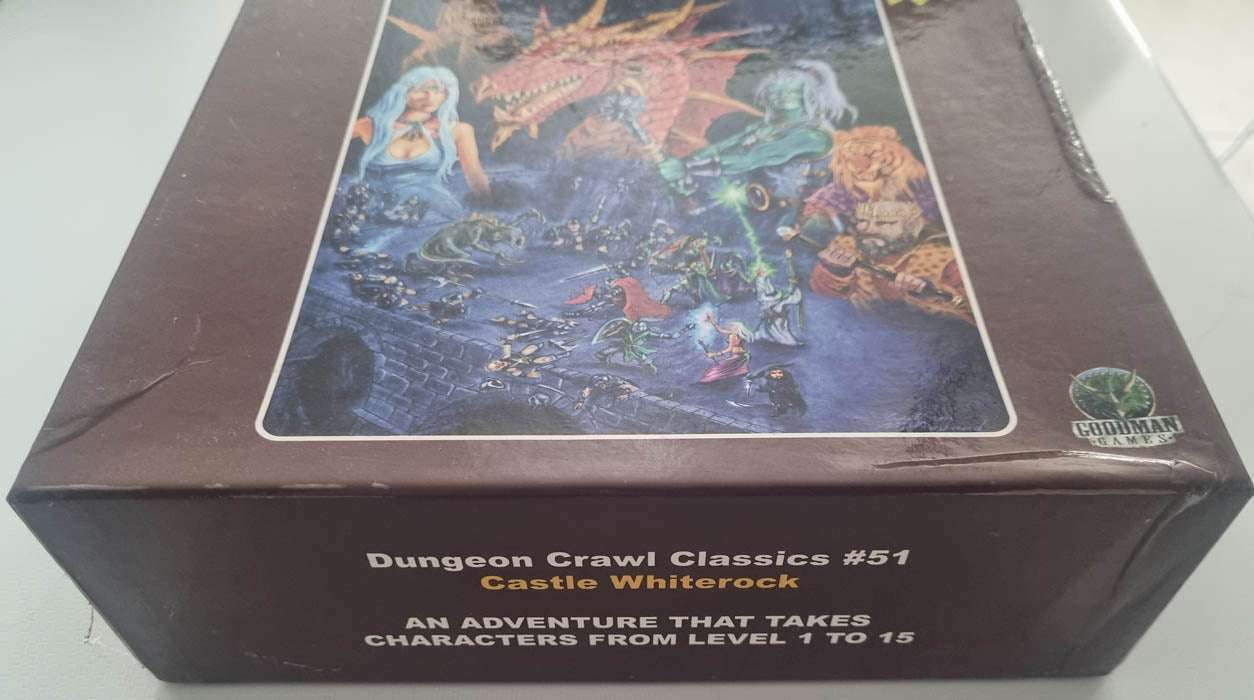 GOODMAN
GAMES
Dungeon Crawl Classics #51
Castle Whiterock
AN ADVENTURE THAT TAKES
CHARACTERS FROM LEVEL 1 TO 15